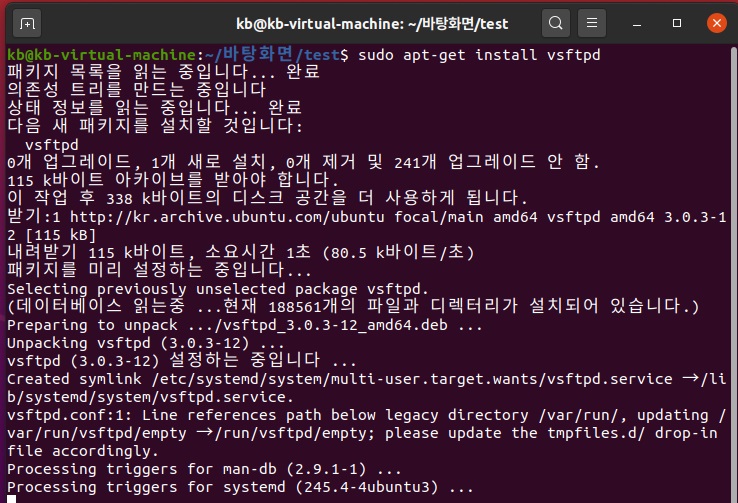 kb@kb-virtual-machine: ~/바탕화면/test
kb@kb-virtual-machine:~/바탕화면/test$ sudo apt-get install vsftpd
패키지 목록을 읽는 중입니다... 완료
의존성 트리를 만드는 중입니다
상태 정보를 읽는 중입니다... 완료
다음 새 패키지를 설치할 것입니다:
  vsftpd
0개 업그레이드, 1개 새로 설치, 0개 제거 및 241개 업그레이드 안 함.
115 k바이트 아카이브를 받아야 합니다.
이 작업 후 338 k바이트의 디스크 공간을 더 사용하게 됩니다.
받기:1 http://kr.archive.ubuntu.com/ubuntu focal/main amd64 vsftpd amd64 3.0.3-1
2 [115 kB]
내려받기 115 k바이트, 소요시간 1초 (80.5 k바이트/초)
패키지를 미리 설정하는 중입니다...
Selecting previously unselected package vsftpd.
(데이터베이스 읽는중 ...현재 188561개의 파일과 디렉터리가 설치되어 있습니다.)
Preparing to unpack .../vsftpd_3.0.3-12_amd64.deb ...
Unpacking vsftpd (3.0.3-12) ...
vsftpd (3.0.3-12) 설정하는 중입니다 ...
Created symlink /etc/systemd/system/multi-user.target.wants/vsftpd.service →/li
b/systemd/system/vsftpd.service.
vsftpd.conf:1: Line references path below legacy directory /var/run/, updating /
var/run/vsftpd/empty →/run/vsftpd/empty; please update the tmpfiles.d/ drop-in
file accordingly.
Processing triggers for man-db (2.9.1-1) ...
Processing triggers for systemd (245.4-4ubuntu3) ...